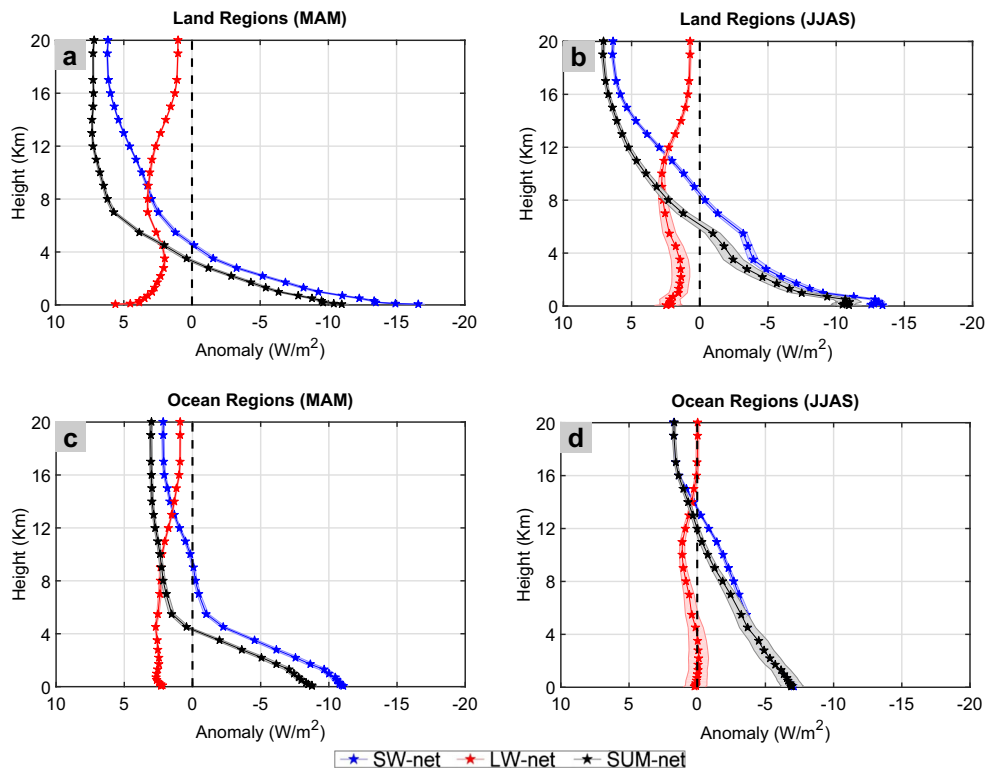 Land Regions (MAM)
a
20
16
12
8
4
0
Height (Km)
10 5 0 -5 -10 -15 -20
Anomaly (W/m²)
Land Regions (JJAS)
b
20
16
12
8
4
0
Height (Km)
10 5 0 -5 -10 -15 -20
Anomaly (W/m²)
Ocean Regions (MAM)
c
20
16
12
8
4
0
Height (Km)
10 5 0 -5 -10 -15 -20
Anomaly (W/m²)
Ocean Regions (JJAS)
d
20
16
12
8
4
0
Height (Km)
10 5 0 -5 -10 -15 -20
Anomaly (W/m²)
SW-net LW-net SUM-net